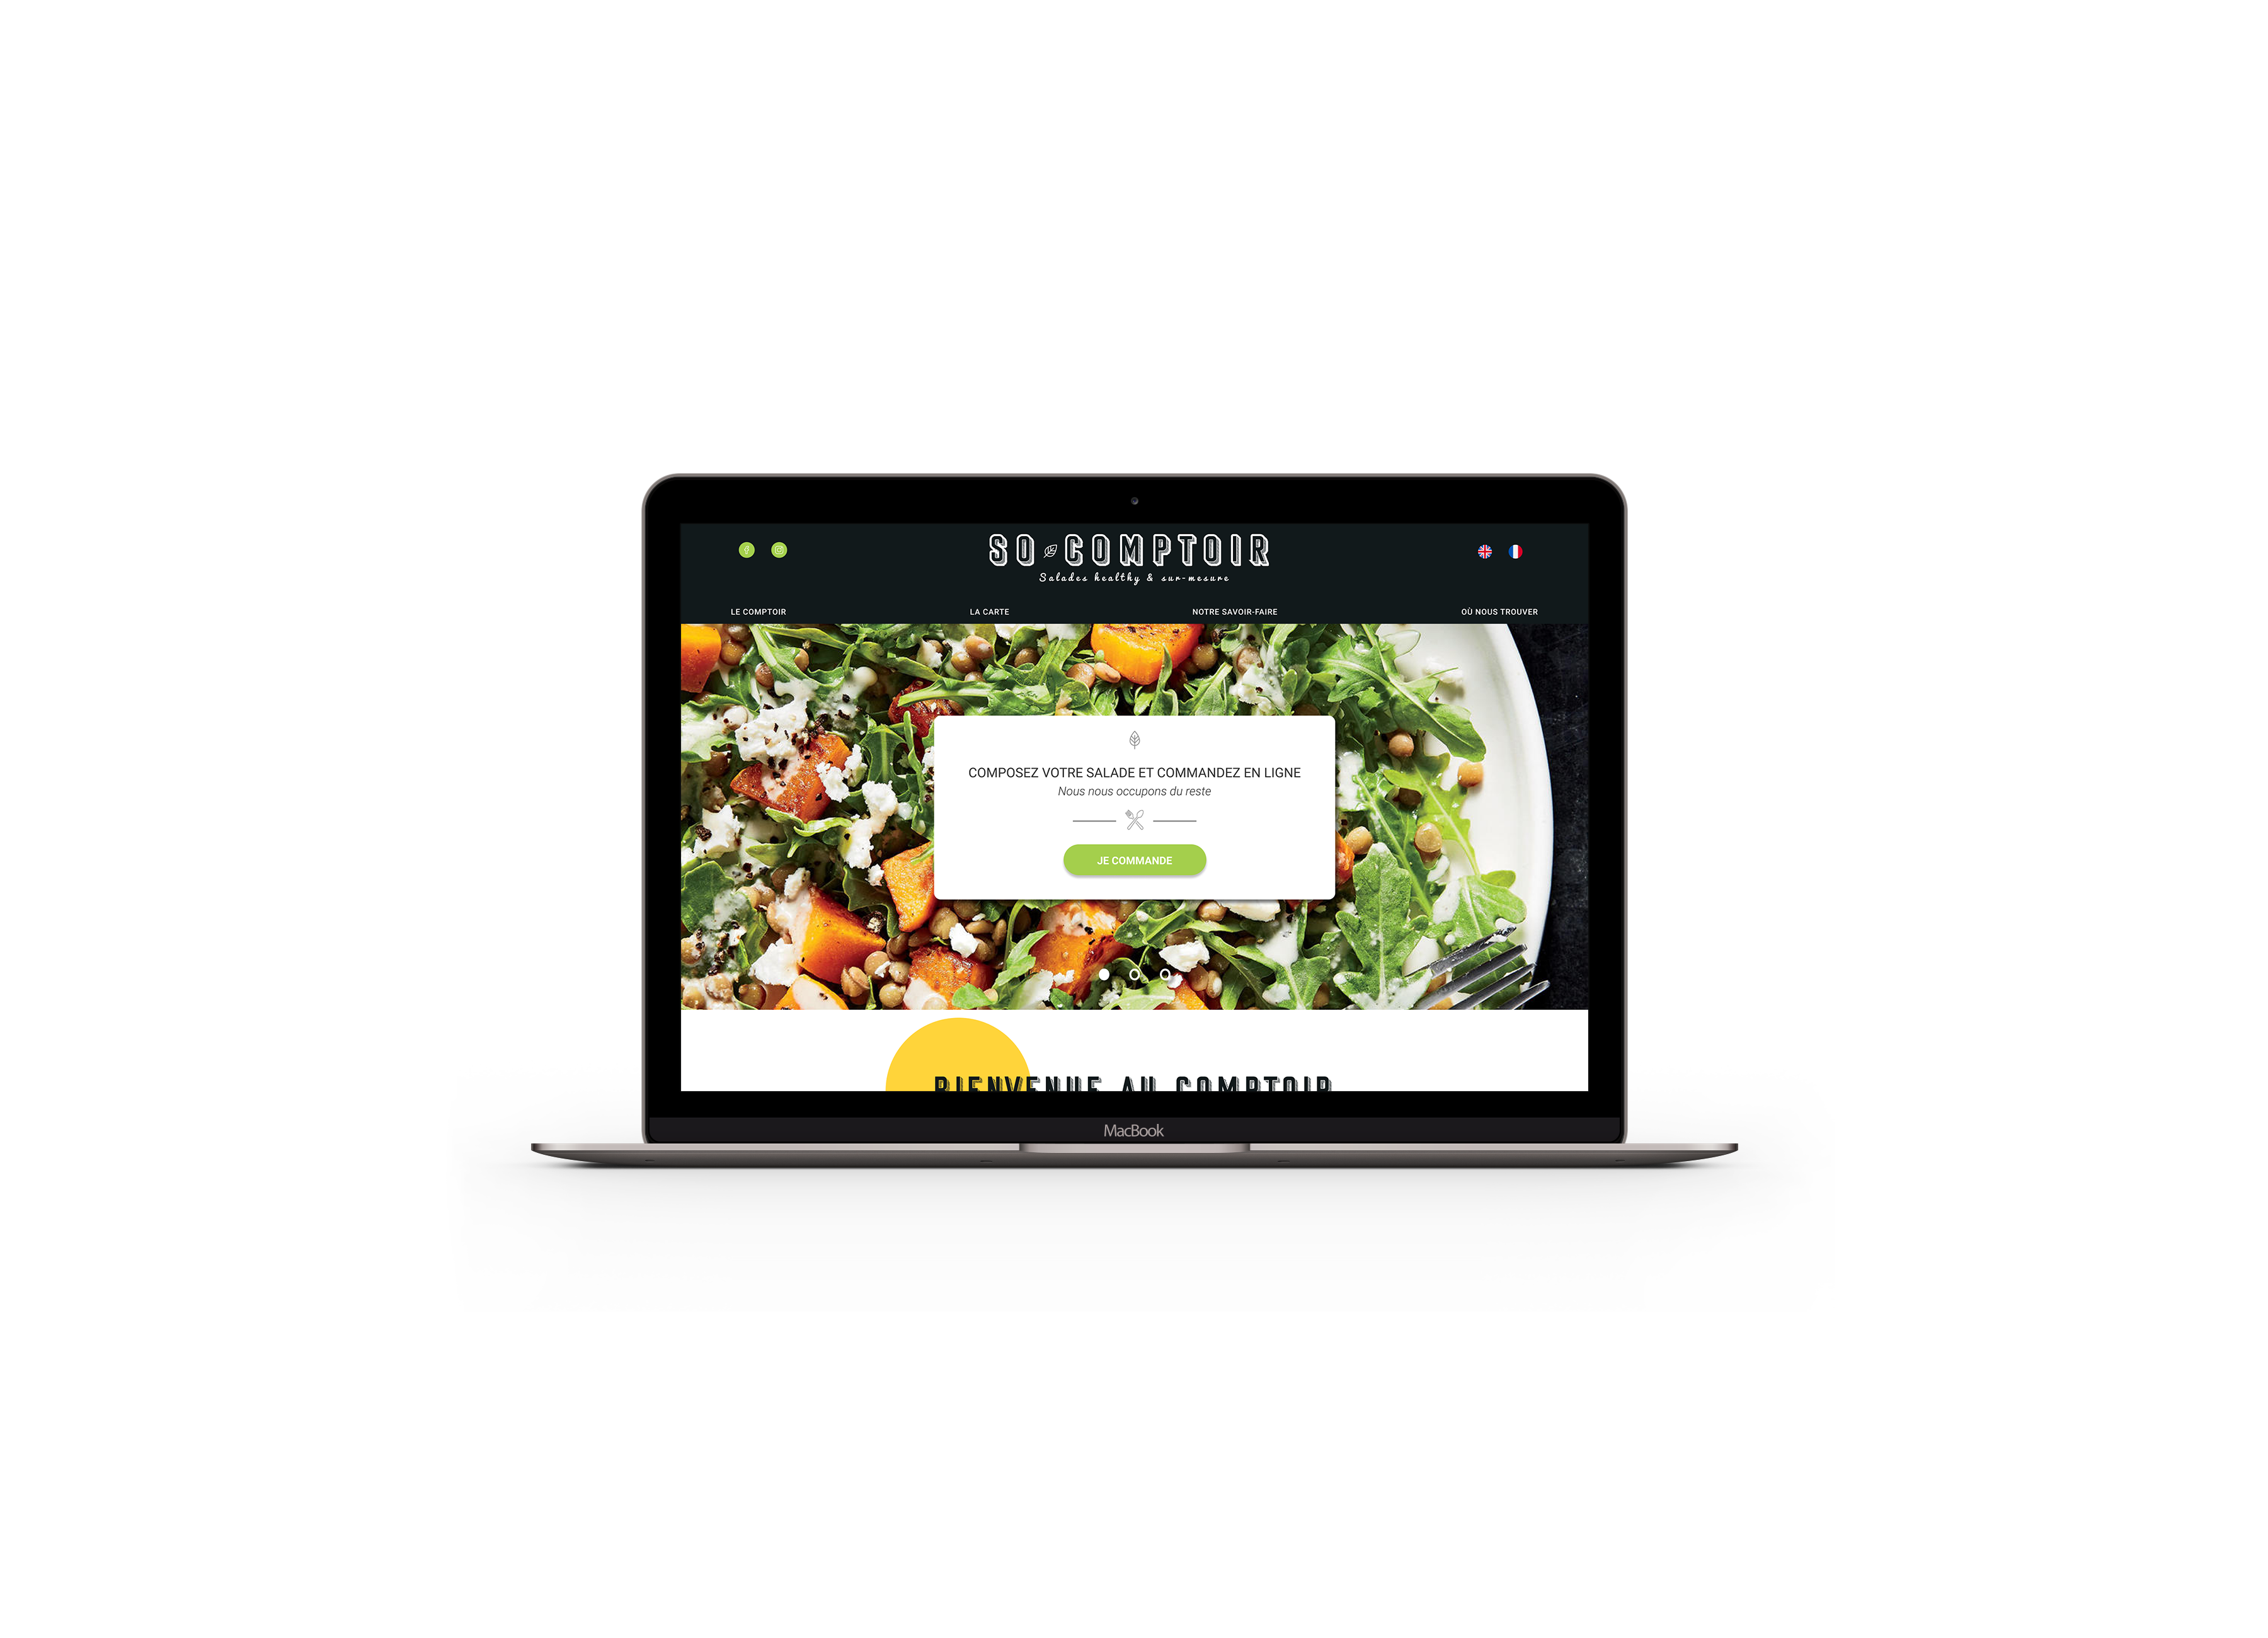 SO COMPTOIR
Salades healthy & sur-mesure
LE COMPTOIR LA CARTE NOTRE SAVOIR-FAIRE OÙ NOUS TROUVER
COMPOSEZ VOTRE SALADE ET COMMANDEZ EN LIGNE
Nous nous occupons du reste
JE COMMANDE
BIENVENUE AU COMPTOIR
MacBook